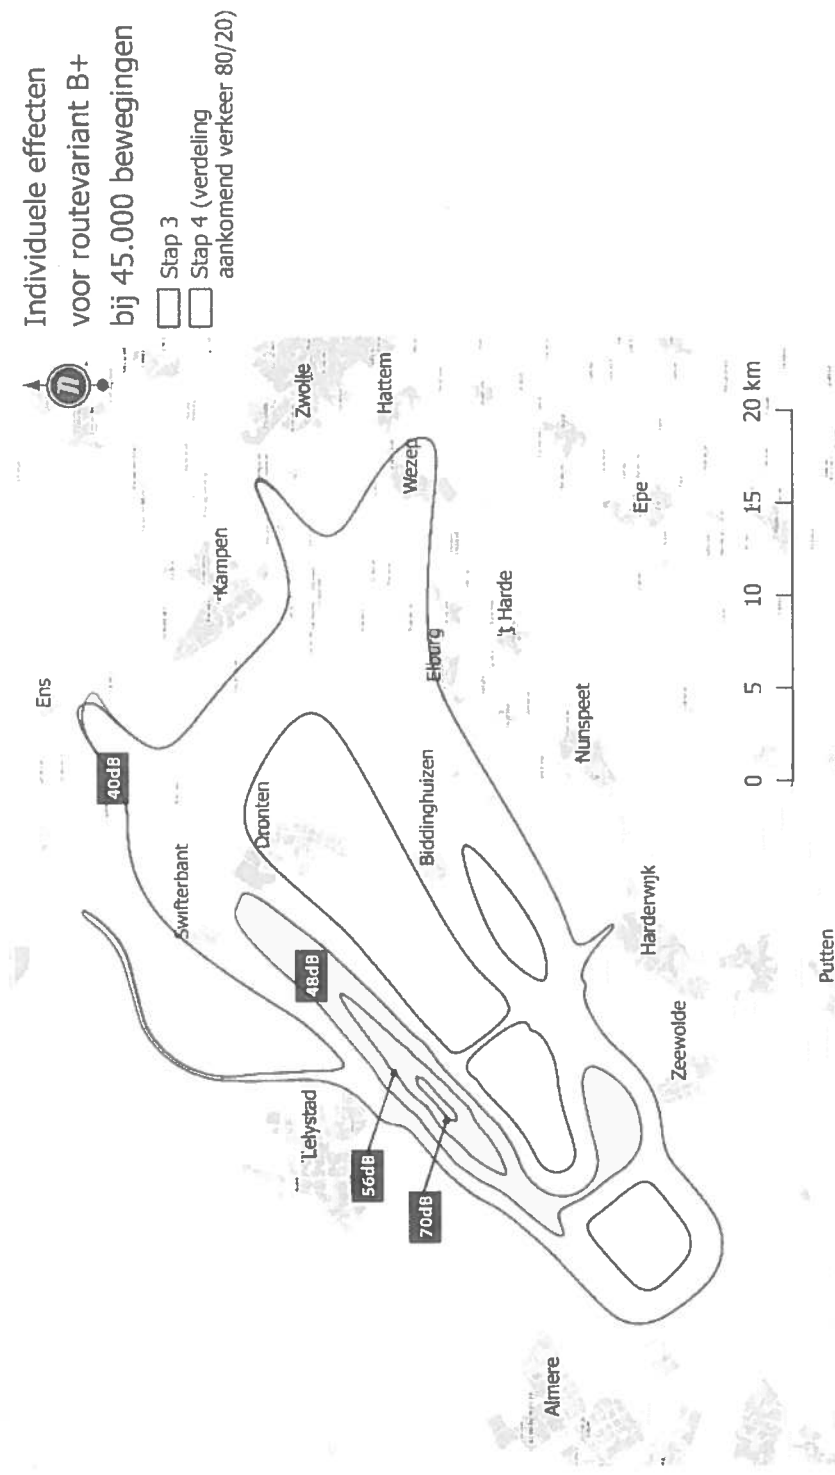 Individuele effecten
voor routevariant B+
bij 45.000 bewegingen
Stap 3
Stap 4 (verdeling
aankomend verkeer 80/20)
n
Ens
40dB
Kampen
Zwolle
Hattem
Wezep
Swifterbant
Dronten
Elburg
't Harde
Epe
Biddinghuizen
Nunspeet
48dB
Lelystad
56dB
70dB
Harderwijk
Zeewolde
Putten
Almere
0 5 10 15 20 km